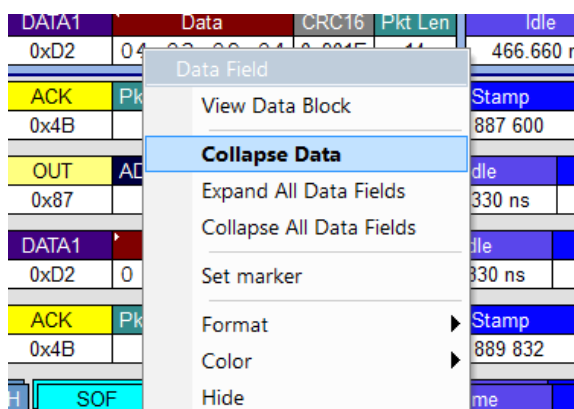 DATA1 Data CRC16 Pkt Len Idle
0xD2 466.660
Data Field
ACK Stamp
0x4B View Data Block 887 600
Collapse Data
OUT
0x87 Expand All Data Fields 330 ns
Collapse All Data Fields
DATA1
0xD2 0 Set marker 330 ns
ACK Format Stamp
0x4B Color 889 832
SOF Hide